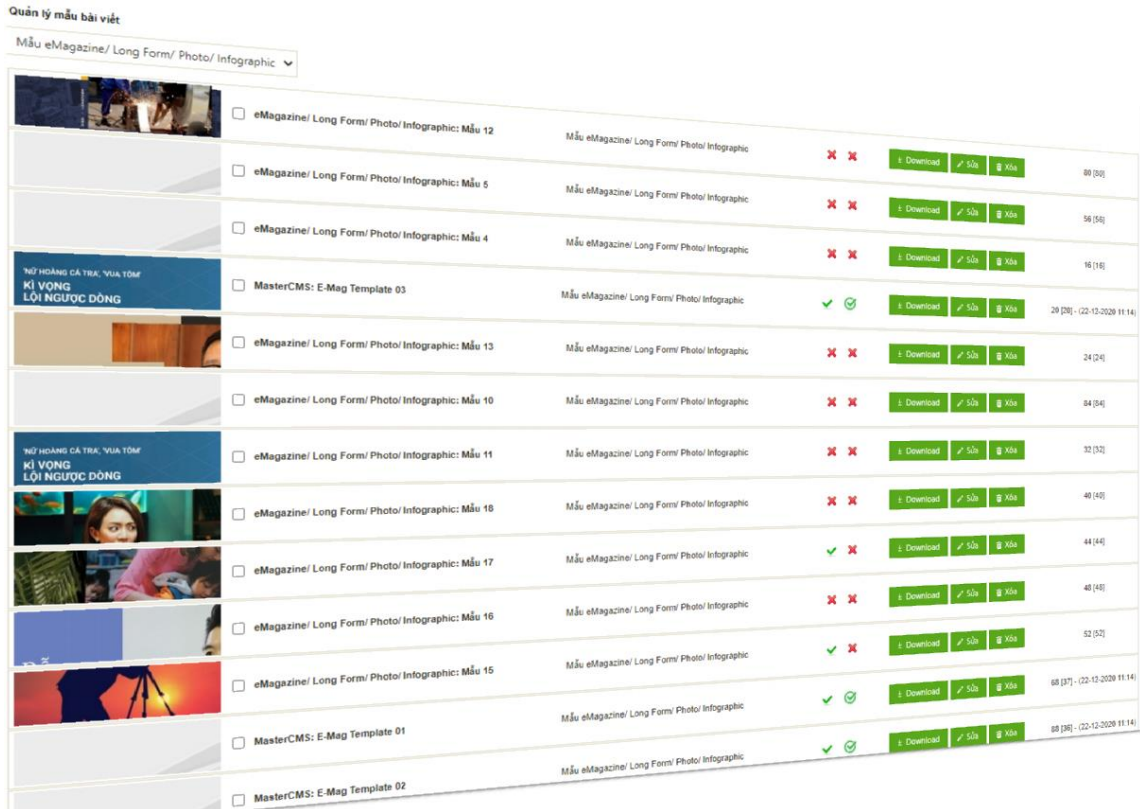 Quản lý mẫu bài viết
Mẫu eMagazine/ Long Form/ Photo/ Infographic
eMagazine/ Long Form/ Photo/ Infographic: Mẫu 12 Mẫu eMagazine/ Long Form/ Photo/ Infographic Download Sửa Xóa 80 [80]
eMagazine/ Long Form/ Photo/ Infographic: Mẫu 5 Mẫu eMagazine/ Long Form/ Photo/ Infographic Download Sửa Xóa 56 [56]
eMagazine/ Long Form/ Photo/ Infographic: Mẫu 4 Mẫu eMagazine/ Long Form/ Photo/ Infographic Download Sửa Xóa 16 [16]
'NỮ HOÀNG CÁ TRA', 'VUA TÔM'
KÌ VỌNG
LỘI NGƯỢC DÒNG
MasterCMS: E-Mag Template 03 Mẫu eMagazine/ Long Form/ Photo/ Infographic Download Sửa Xóa 20 [20] - (22-12-2020 11:14)
eMagazine/ Long Form/ Photo/ Infographic: Mẫu 13 Mẫu eMagazine/ Long Form/ Photo/ Infographic Download Sửa Xóa 24 [24]
eMagazine/ Long Form/ Photo/ Infographic: Mẫu 10 Mẫu eMagazine/ Long Form/ Photo/ Infographic Download Sửa Xóa 84 [84]
'NỮ HOÀNG CÁ TRA', 'VUA TÔM'
KÌ VỌNG
LỘI NGƯỢC DÒNG
eMagazine/ Long Form/ Photo/ Infographic: Mẫu 11 Mẫu eMagazine/ Long Form/ Photo/ Infographic Download Sửa Xóa 32 [32]
eMagazine/ Long Form/ Photo/ Infographic: Mẫu 18 Mẫu eMagazine/ Long Form/ Photo/ Infographic Download Sửa Xóa 40 [40]
eMagazine/ Long Form/ Photo/ Infographic: Mẫu 17 Mẫu eMagazine/ Long Form/ Photo/ Infographic Download Sửa Xóa 44 [44]
eMagazine/ Long Form/ Photo/ Infographic: Mẫu 16 Mẫu eMagazine/ Long Form/ Photo/ Infographic Download Sửa Xóa 48 [48]
eMagazine/ Long Form/ Photo/ Infographic: Mẫu 15 Mẫu eMagazine/ Long Form/ Photo/ Infographic Download Sửa Xóa 52 [52]
MasterCMS: E-Mag Template 01 Mẫu eMagazine/ Long Form/ Photo/ Infographic Download Sửa Xóa 68 [37] - (22-12-2020 11:14)
MasterCMS: E-Mag Template 02 Mẫu eMagazine/ Long Form/ Photo/ Infographic Download Sửa Xóa 88 [36] - (22-12-2020 11:14)